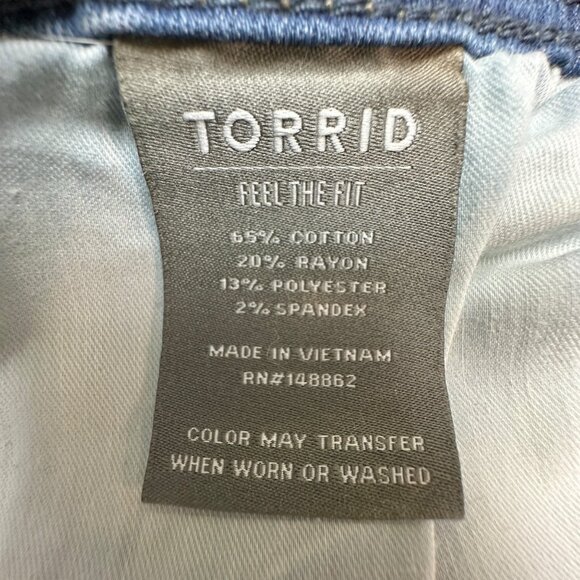 TORRID
FEEL THE FIT
65% COTTON
20% RAYON
13% POLYESTER
2% SPANDEX
MADE IN VIETNAM
RN#148862
COLOR MAY TRANSFER
WHEN WORN OR WASHED